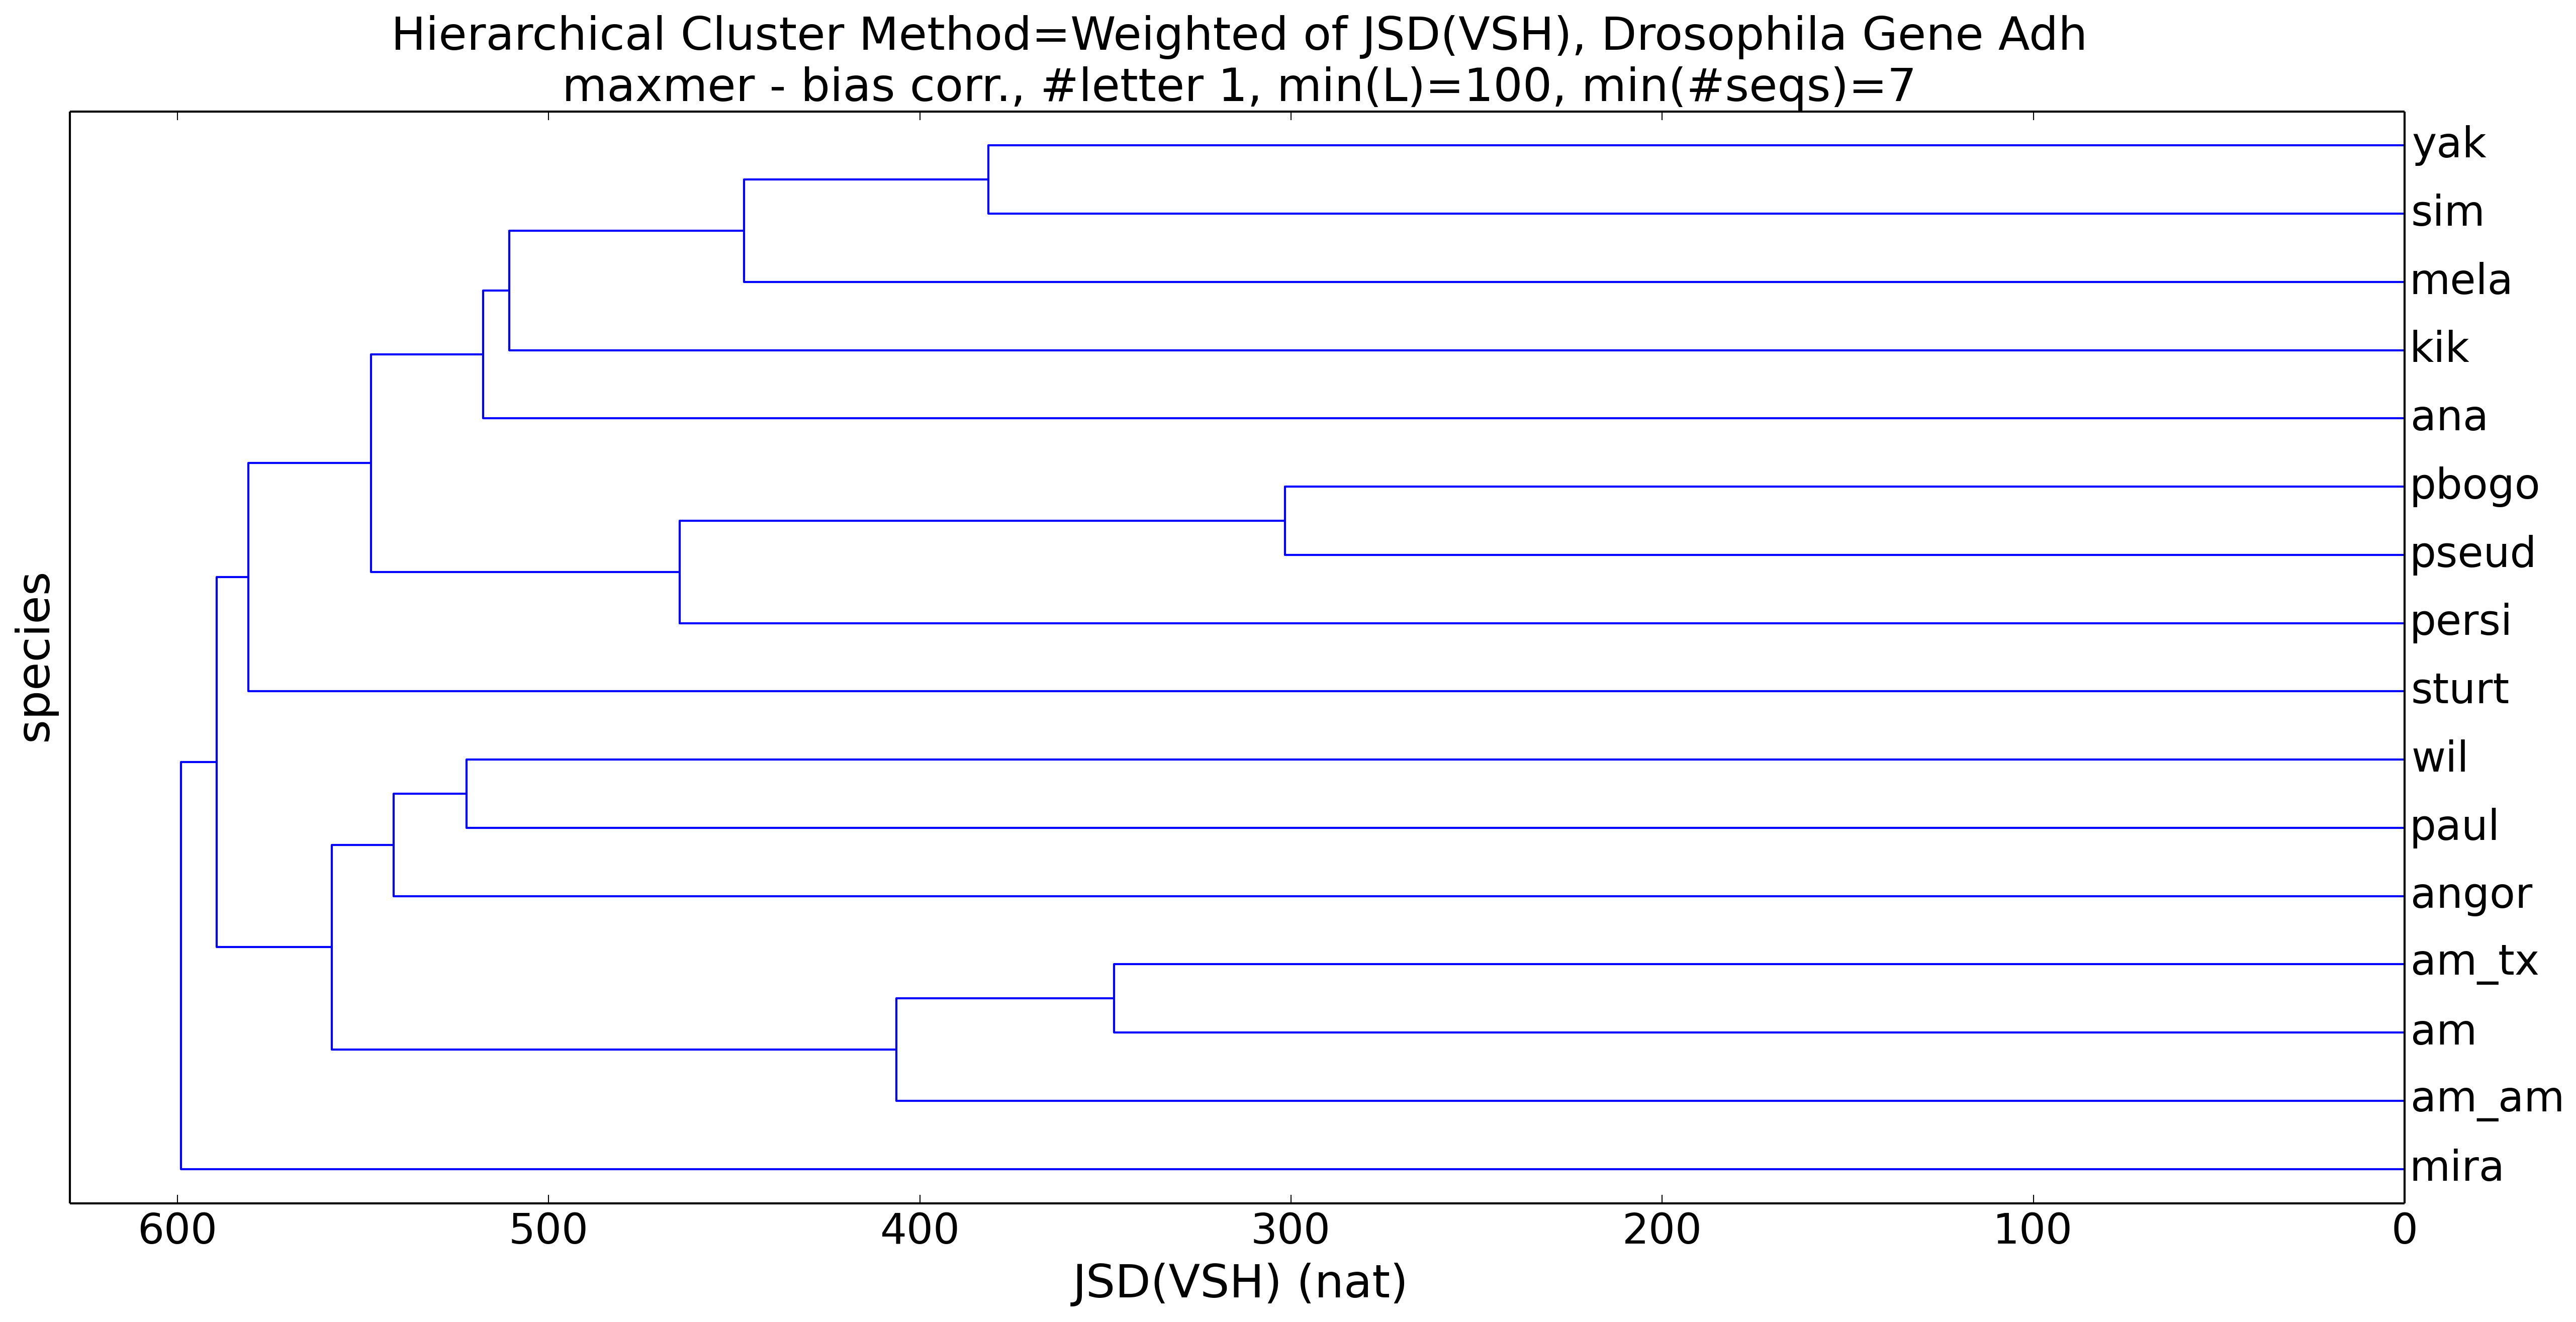 Hierarchical Cluster Method=Weighted of JSD(VSH), Drosophila Gene Adh
maxmer - bias corr., #letter 1, min(L)=100, min(#seqs)=7
yak
sim
mela
kik
ana
pbogo
pseud
persi
sturt
wil
paul
angor
am_tx
am
am_am
mira
species
600 500 400 300 200 100 0
JSD(VSH) (nat)